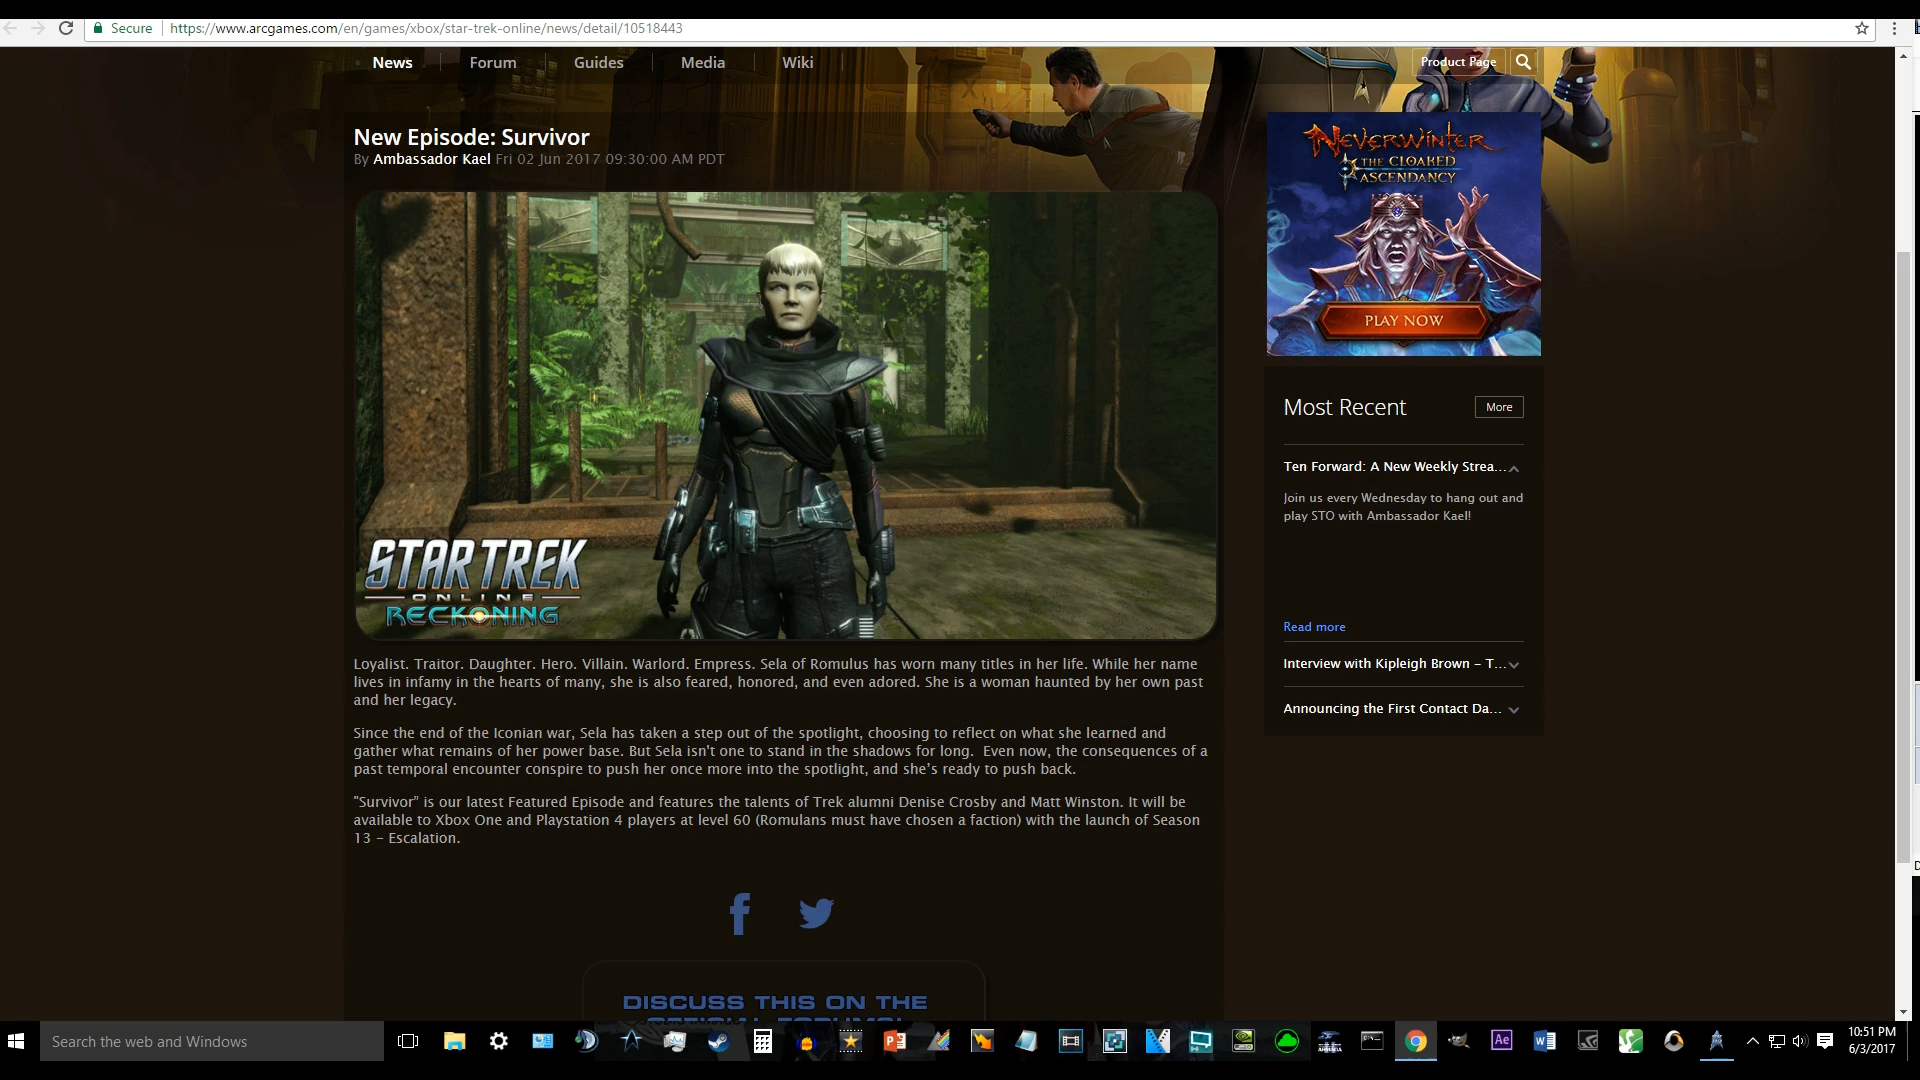 Secure https://www.arcgames.com/en/games/xbox/star-trek-online/news/detail/10518443
News Forum Guides Media Wiki
Product Page
New Episode: Survivor
By Ambassador Kael Fri 02 Jun 2017 09:30:00 AM PDT
NEVERWINTER
THE CLOAKED
ASCENDANCY
PLAY NOW
STAR TREK
ONLINE
RECKONING
Loyalist. Traitor. Daughter. Hero. Villain. Warlord. Empress. Sela of Romulus has worn many titles in her life. While her name
lives in infamy in the hearts of many, she is also feared, honored, and even adored. She is a woman haunted by her own past
and her legacy.
Since the end of the Iconian war, Sela has taken a step out of the spotlight, choosing to reflect on what she learned and
gather what remains of her power base. But Sela isn't one to stand in the shadows for long.  Even now, the consequences of a
past temporal encounter conspire to push her once more into the spotlight, and she’s ready to push back.
"Survivor” is our latest Featured Episode and features the talents of Trek alumni Denise Crosby and Matt Winston. It will be
available to Xbox One and Playstation 4 players at level 60 (Romulans must have chosen a faction) with the launch of Season
13 – Escalation.
Most Recent More
Ten Forward: A New Weekly Strea...
Join us every Wednesday to hang out and
play STO with Ambassador Kael!
Read more
Interview with Kipleigh Brown – T...
Announcing the First Contact Da...
DISCUSS THIS ON THE
OFFICIAL FORUMS!
Search the web and Windows
Ae
10:51 PM
6/3/2017